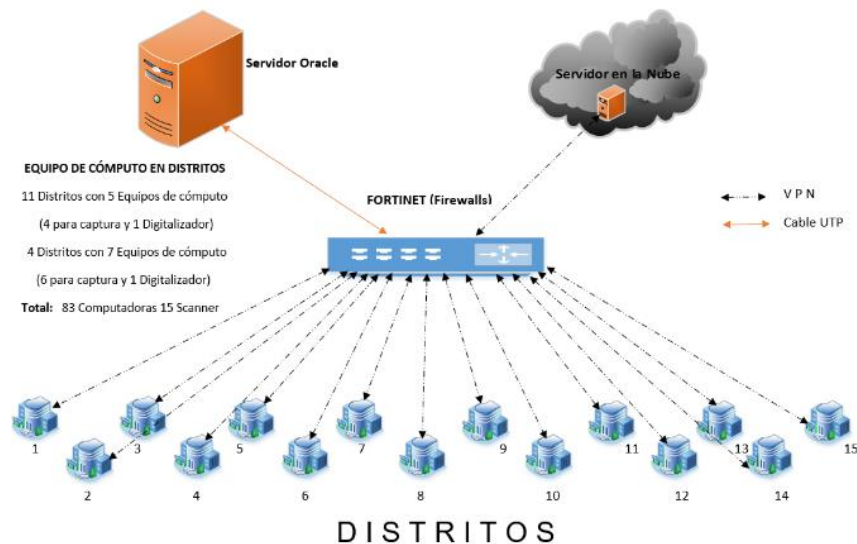 Servidor Oracle
Servidor en la Nube
EQUIPO DE CÓMPUTO EN DISTRITOS
11 Distritos con 5 Equipos de cómputo
(4 para captura y 1 Digitalizador)
4 Distritos con 7 Equipos de cómputo
(6 para captura y 1 Digitalizador)
Total: 83 Computadoras 15 Scanner
FORTINET (Firewalls)
V P N
Cable UTP
1
2
3
4
5
6
7
8
9
10
11
12
13
14
15
D I S T R I T O S